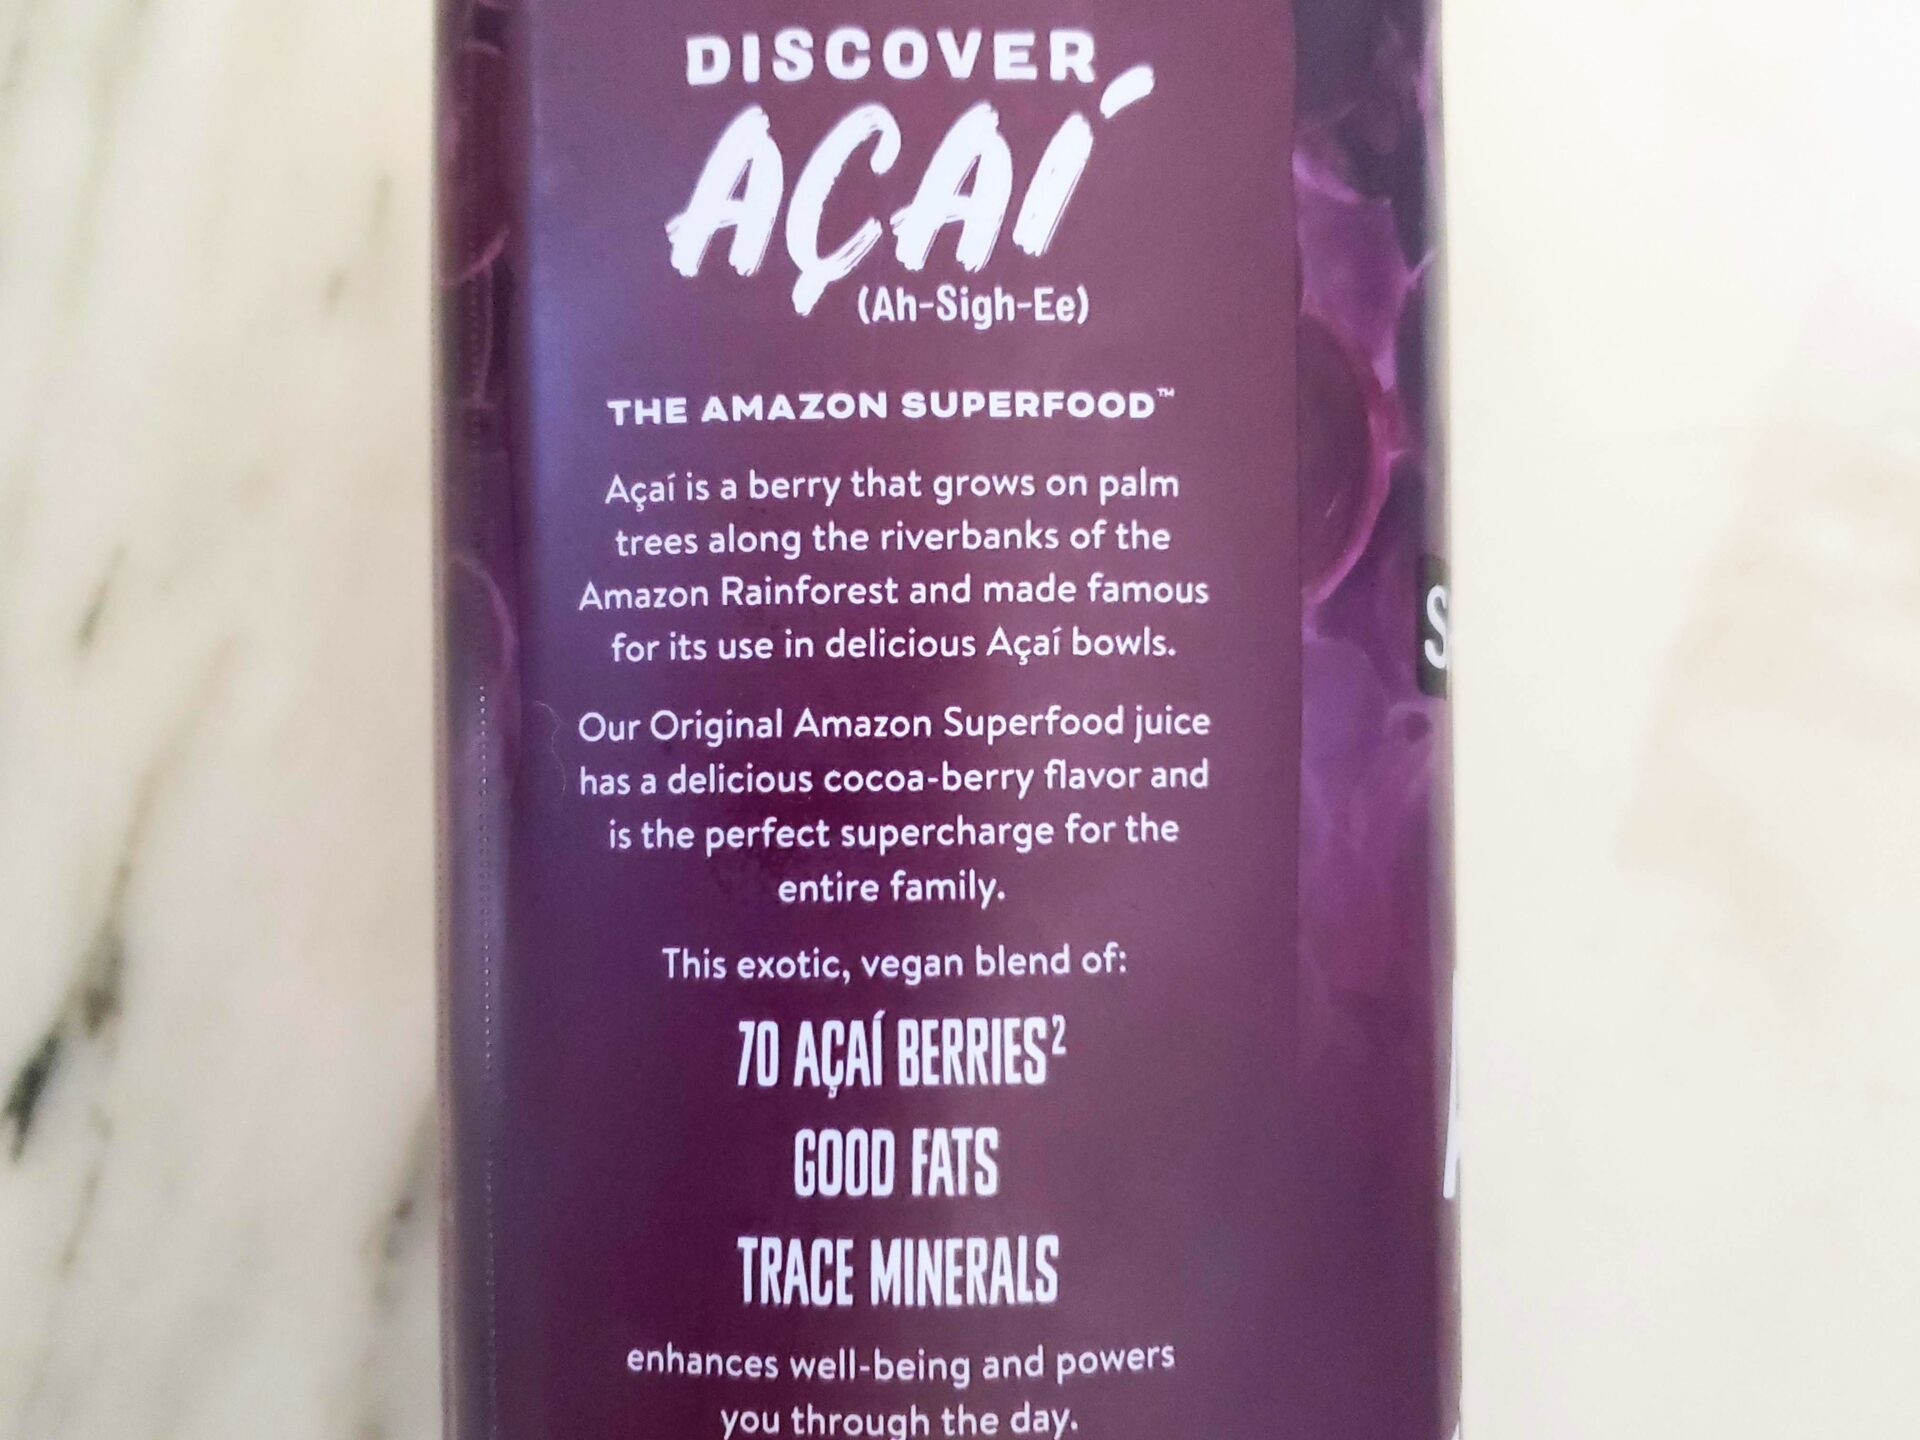 DISCOVER
AÇAÍ
(Ah-Sigh-Ee)
THE AMAZON SUPERFOOD™
Açaí is a berry that grows on palm
trees along the riverbanks of the
Amazon Rainforest and made famous
for its use in delicious Açaí bowls.
Our Original Amazon Superfood juice
has a delicious cocoa-berry flavor and
is the perfect supercharge for the
entire family.
This exotic, vegan blend of:
70 AÇAÍ BERRIES²
GOOD FATS
TRACE MINERALS
enhances well-being and powers
you through the day.